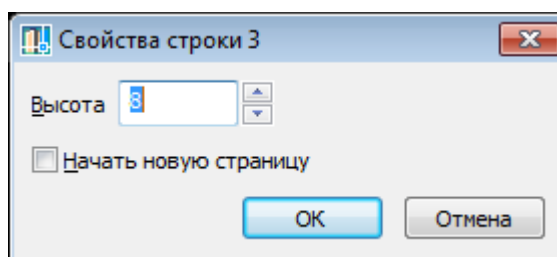 Свойства строки 3
Высота 8
Начать новую страницу
OK Отмена